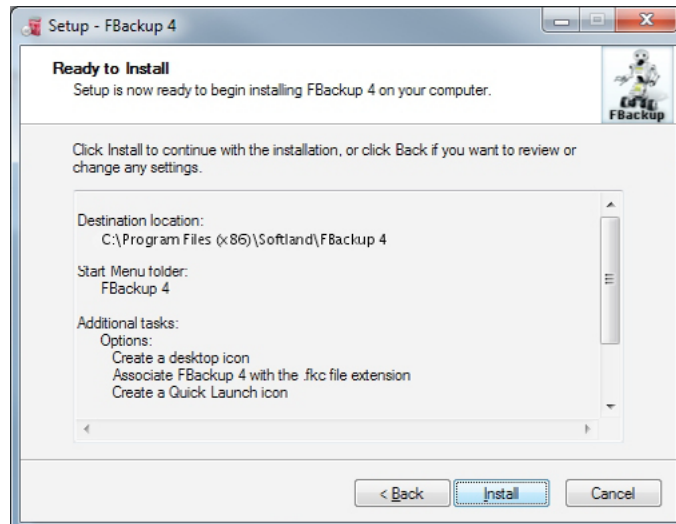 Setup - FBackup 4
Ready to Install
Setup is now ready to begin installing FBackup 4 on your computer.
FBackup
Click Install to continue with the installation, or click Back if you want to review or
change any settings.
Destination location:
C:\Program Files (x86)\Softland\FBackup 4
Start Menu folder:
FBackup 4
Additional tasks:
Options:
Create a desktop icon
Associate FBackup 4 with the .fkc file extension
Create a Quick Launch icon
< Back
Install
Cancel